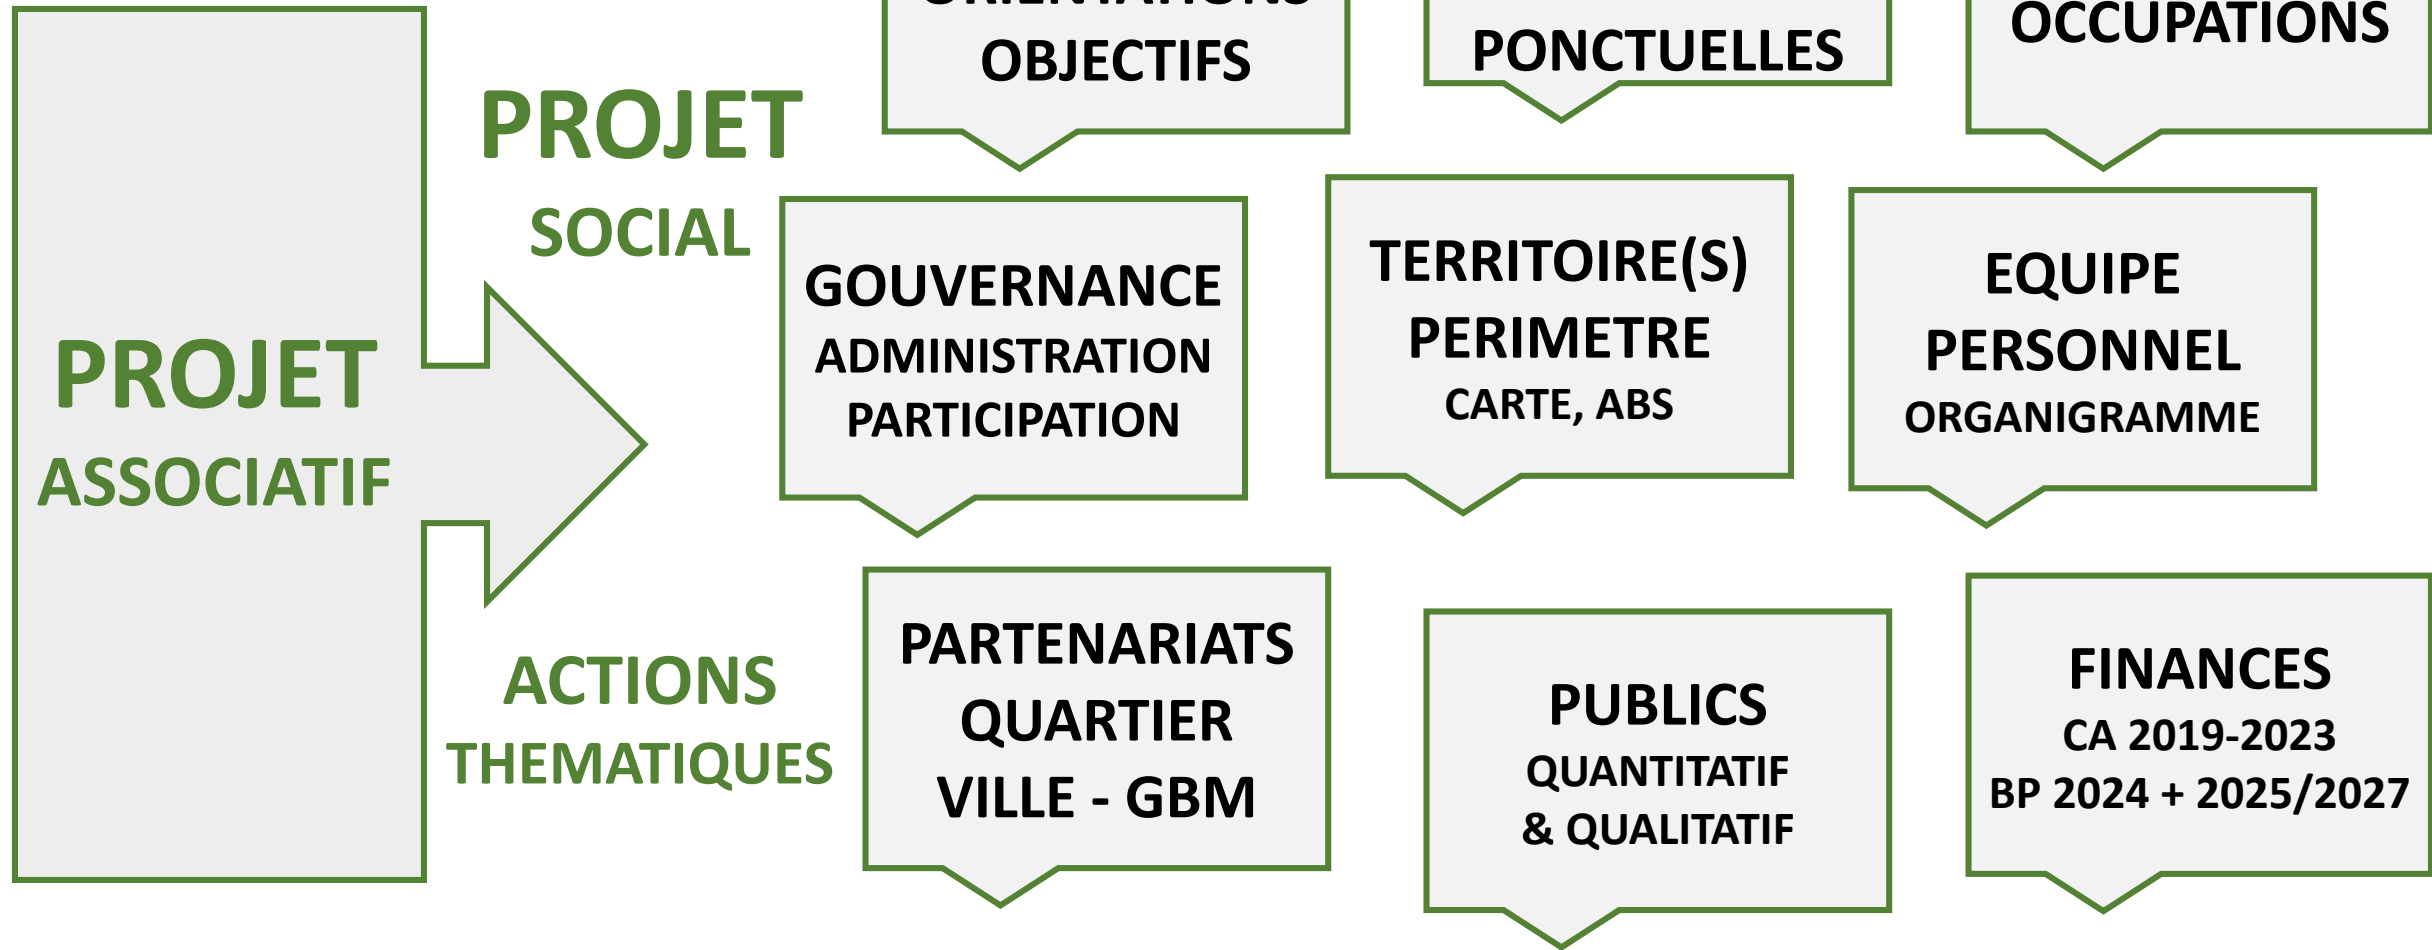 PROJET
ASSOCIATIF
PROJET
SOCIAL
ACTIONS
THEMATIQUES
ORIENTATIONS
OBJECTIFS
PONCTUELLES
OCCUPATIONS
GOUVERNANCE
ADMINISTRATION
PARTICIPATION
TERRITOIRE(S)
PERIMETRE
CARTE, ABS
EQUIPE
PERSONNEL
ORGANIGRAMME
PARTENARIATS
QUARTIER
VILLE - GBM
PUBLICS
QUANTITATIF
& QUALITATIF
FINANCES
CA 2019-2023
BP 2024 + 2025/2027